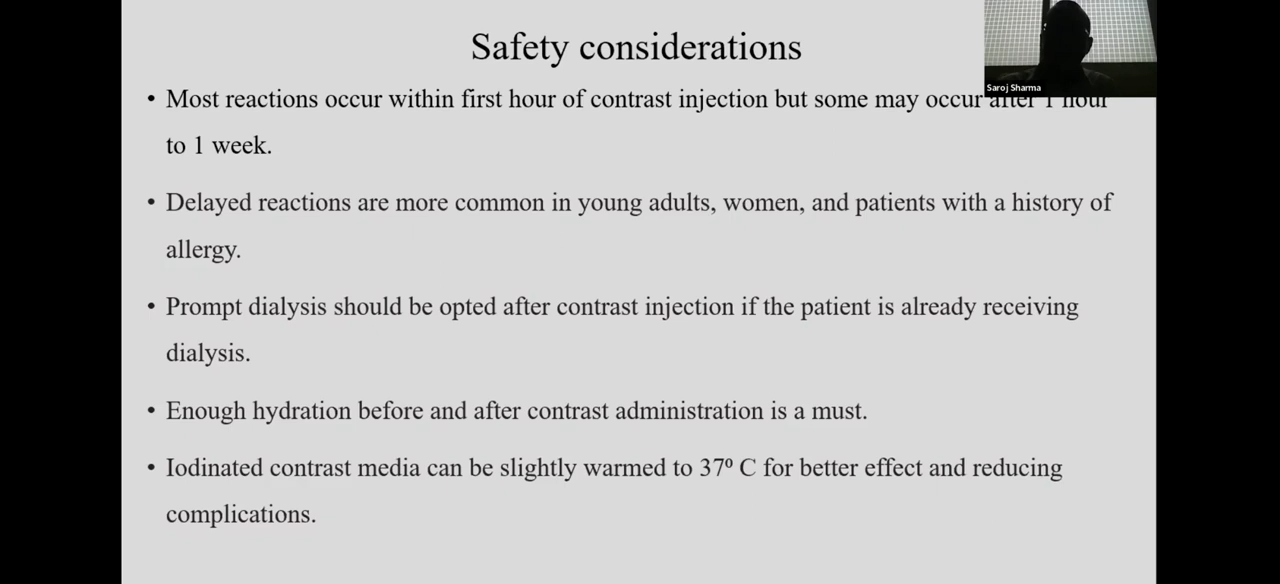 Safety considerations
Saroj Sharma
• Most reactions occur within first hour of contrast injection but some may occur after 1 hour
to 1 week.
• Delayed reactions are more common in young adults, women, and patients with a history of
allergy.
• Prompt dialysis should be opted after contrast injection if the patient is already receiving
dialysis.
• Enough hydration before and after contrast administration is a must.
• Iodinated contrast media can be slightly warmed to 37⁰ C for better effect and reducing
complications.